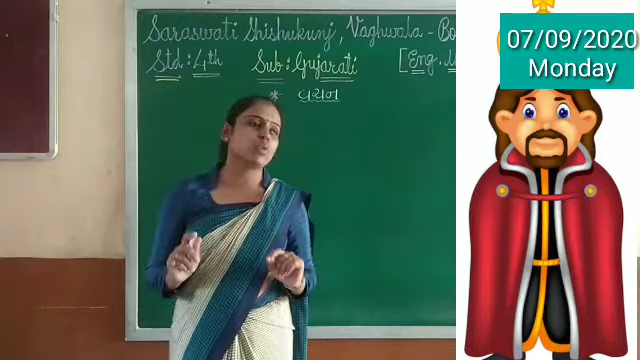 Saraswati Shishukunj, Vaghwala - Bo
Std : 4th Sub : Gujarati [Eng. M
* વચન
07/09/2020
Monday